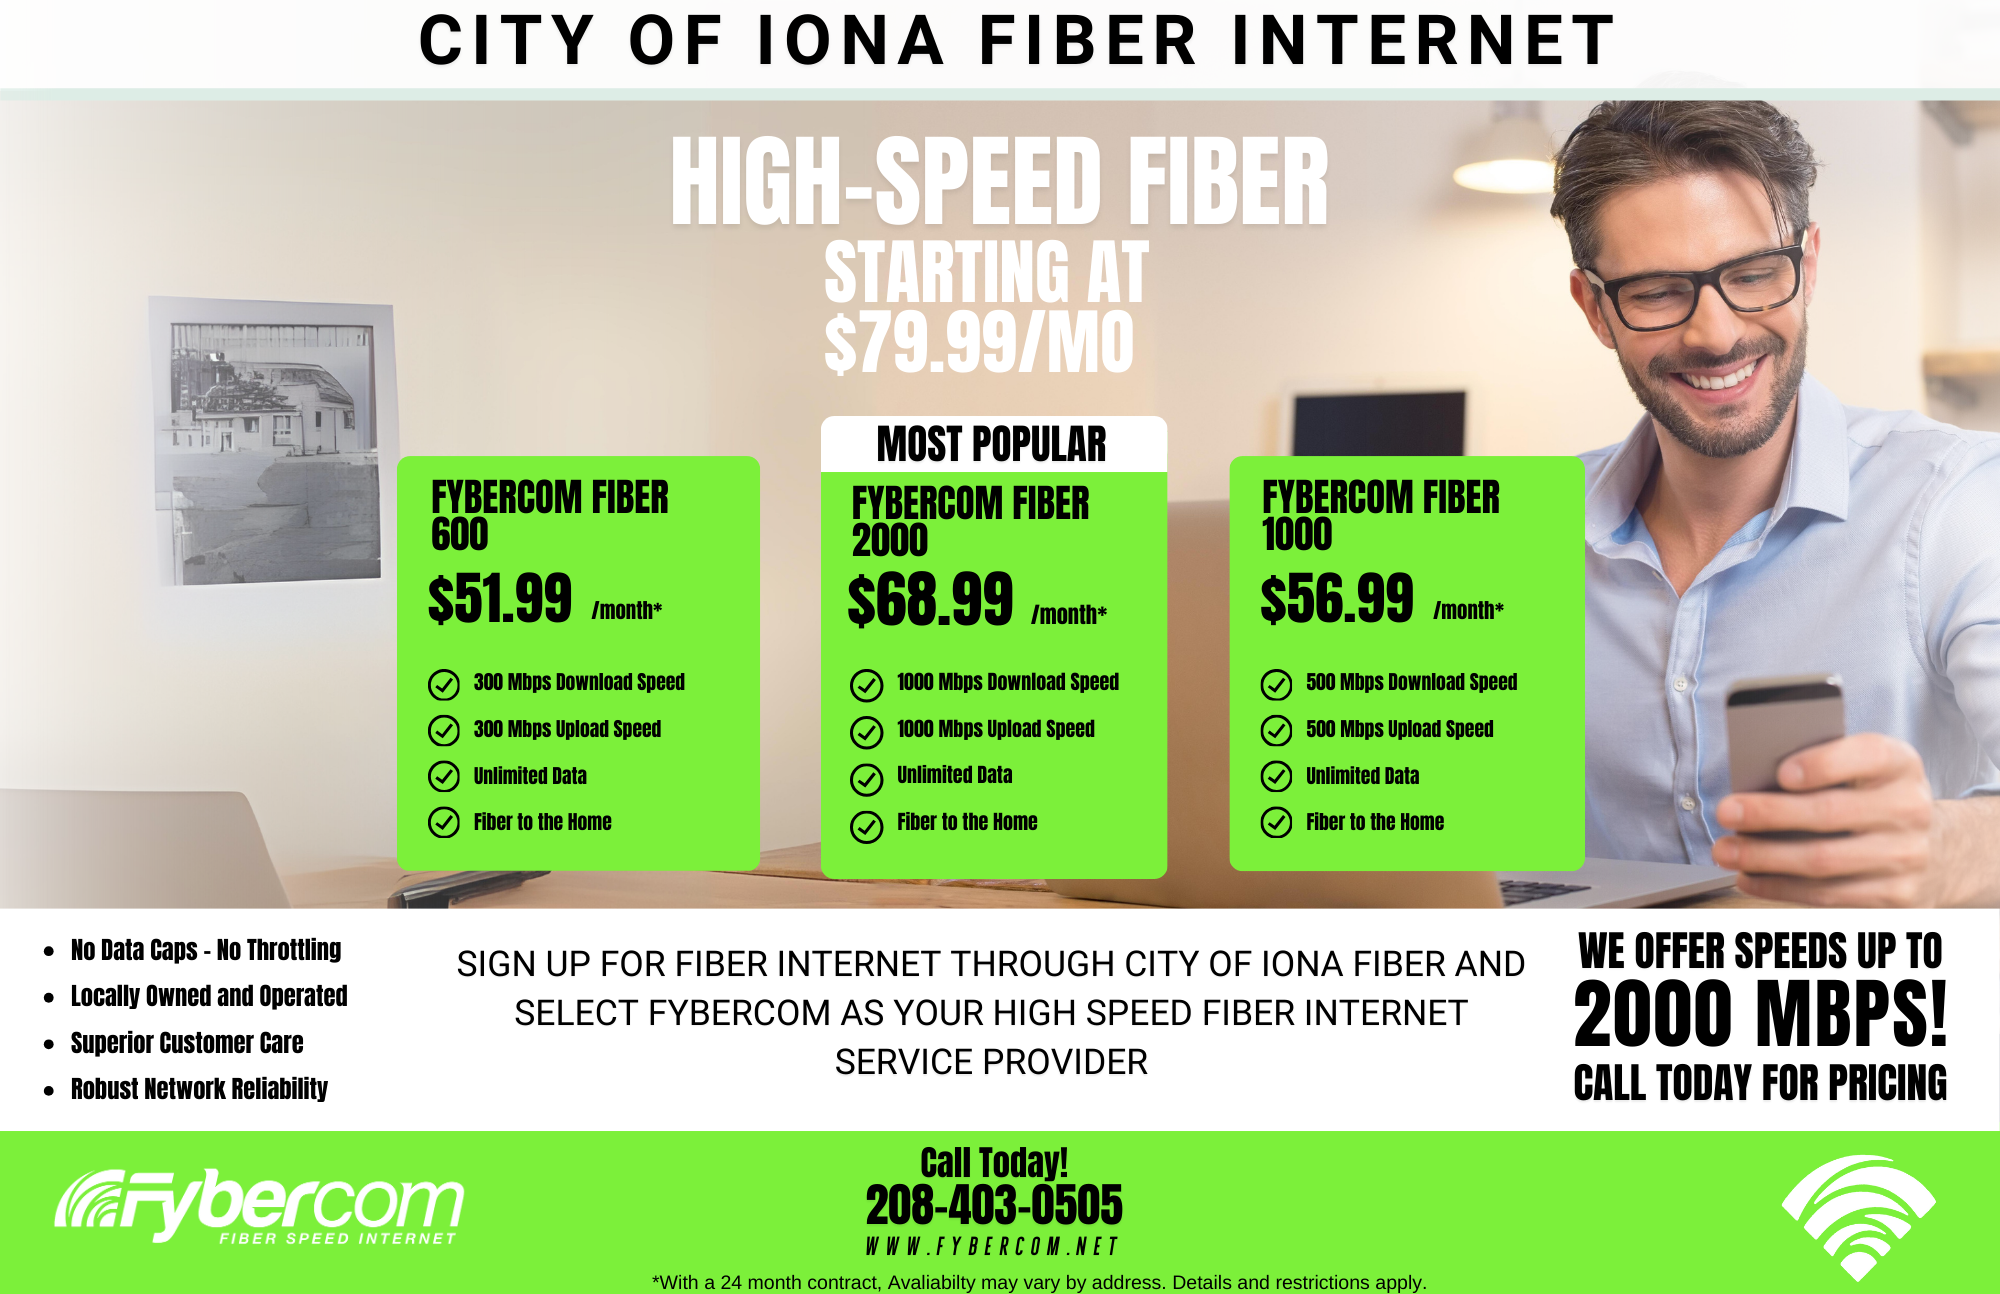 CITY OF IONA FIBER INTERNET
HIGH-SPEED FIBER
STARTING AT
$79.99/MO
FYBERCOM FIBER
600
$51.99 /month*
300 Mbps Download Speed
300 Mbps Upload Speed
Unlimited Data
Fiber to the Home
MOST POPULAR
FYBERCOM FIBER
2000
$68.99 /month*
1000 Mbps Download Speed
1000 Mbps Upload Speed
Unlimited Data
Fiber to the Home
FYBERCOM FIBER
1000
$56.99 /month*
500 Mbps Download Speed
500 Mbps Upload Speed
Unlimited Data
Fiber to the Home
• No Data Caps - No Throttling
• Locally Owned and Operated
• Superior Customer Care
• Robust Network Reliability
SIGN UP FOR FIBER INTERNET THROUGH CITY OF IONA FIBER AND
SELECT FYBERCOM AS YOUR HIGH SPEED FIBER INTERNET
SERVICE PROVIDER
WE OFFER SPEEDS UP TO
2000 MBPS!
CALL TODAY FOR PRICING
Fybercom
FIBER SPEED INTERNET
Call Today!
208-403-0505
WWW.FYBERCOM.NET
*With a 24 month contract, Avaliabilty may vary by address. Details and restrictions apply.